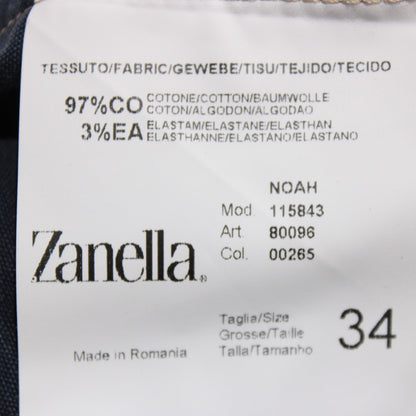 TESSUTO/FABRIC/GEWEBE/TISU/TEJIDO/TECIDO
97%CO COTONE/COTTON/BAUMWOLLE
COTON/ALGODON/ALGODAO
3%EA ELASTAM/ELASTANE/ELASTHAN
ELASTHANNE/ELASTANO/ELASTANO
NOAH
Mod. 115843
Art. 80096
Col. 00265
Zanella®
Taglia/Size
Grosse/Taille
Talla/Tamanho
34
Made in Romania